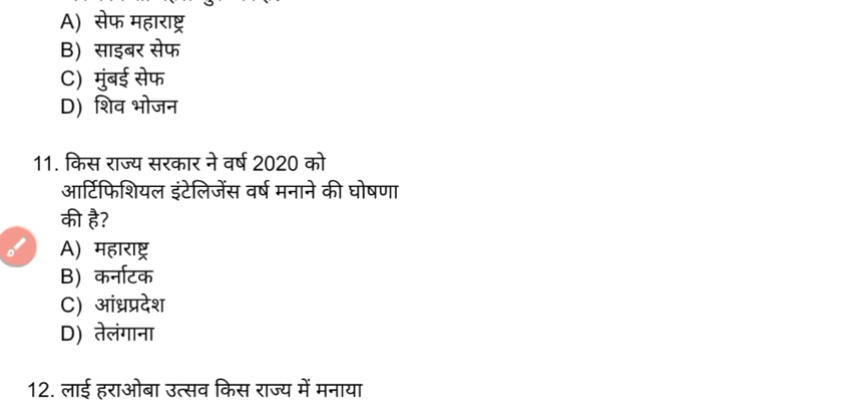 A) सेफ महाराष्ट्र
B) साइबर सेफ
C) मुंबई सेफ
D) शिव भोजन
11. किस राज्य सरकार ने वर्ष 2020 को
आर्टिफिशियल इंटेलिजेंस वर्ष मनाने की घोषणा
की है?
A) महाराष्ट्र
B) कर्नाटक
C) आंध्रप्रदेश
D) तेलंगाना
12. लाई हराओबा उत्सव किस राज्य में मनाया